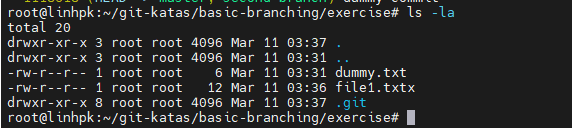 root@linhpk:~/git-katas/basic-branching/exercise# ls -la
total 20
drwxr-xr-x 3 root root 4096 Mar 11 03:37 .
drwxr-xr-x 3 root root 4096 Mar 11 03:31 ..
-rw-r--r-- 1 root root    6 Mar 11 03:31 dummy.txt
-rw-r--r-- 1 root root   12 Mar 11 03:36 file1.txtx
drwxr-xr-x 8 root root 4096 Mar 11 03:37 .git
root@linhpk:~/git-katas/basic-branching/exercise#